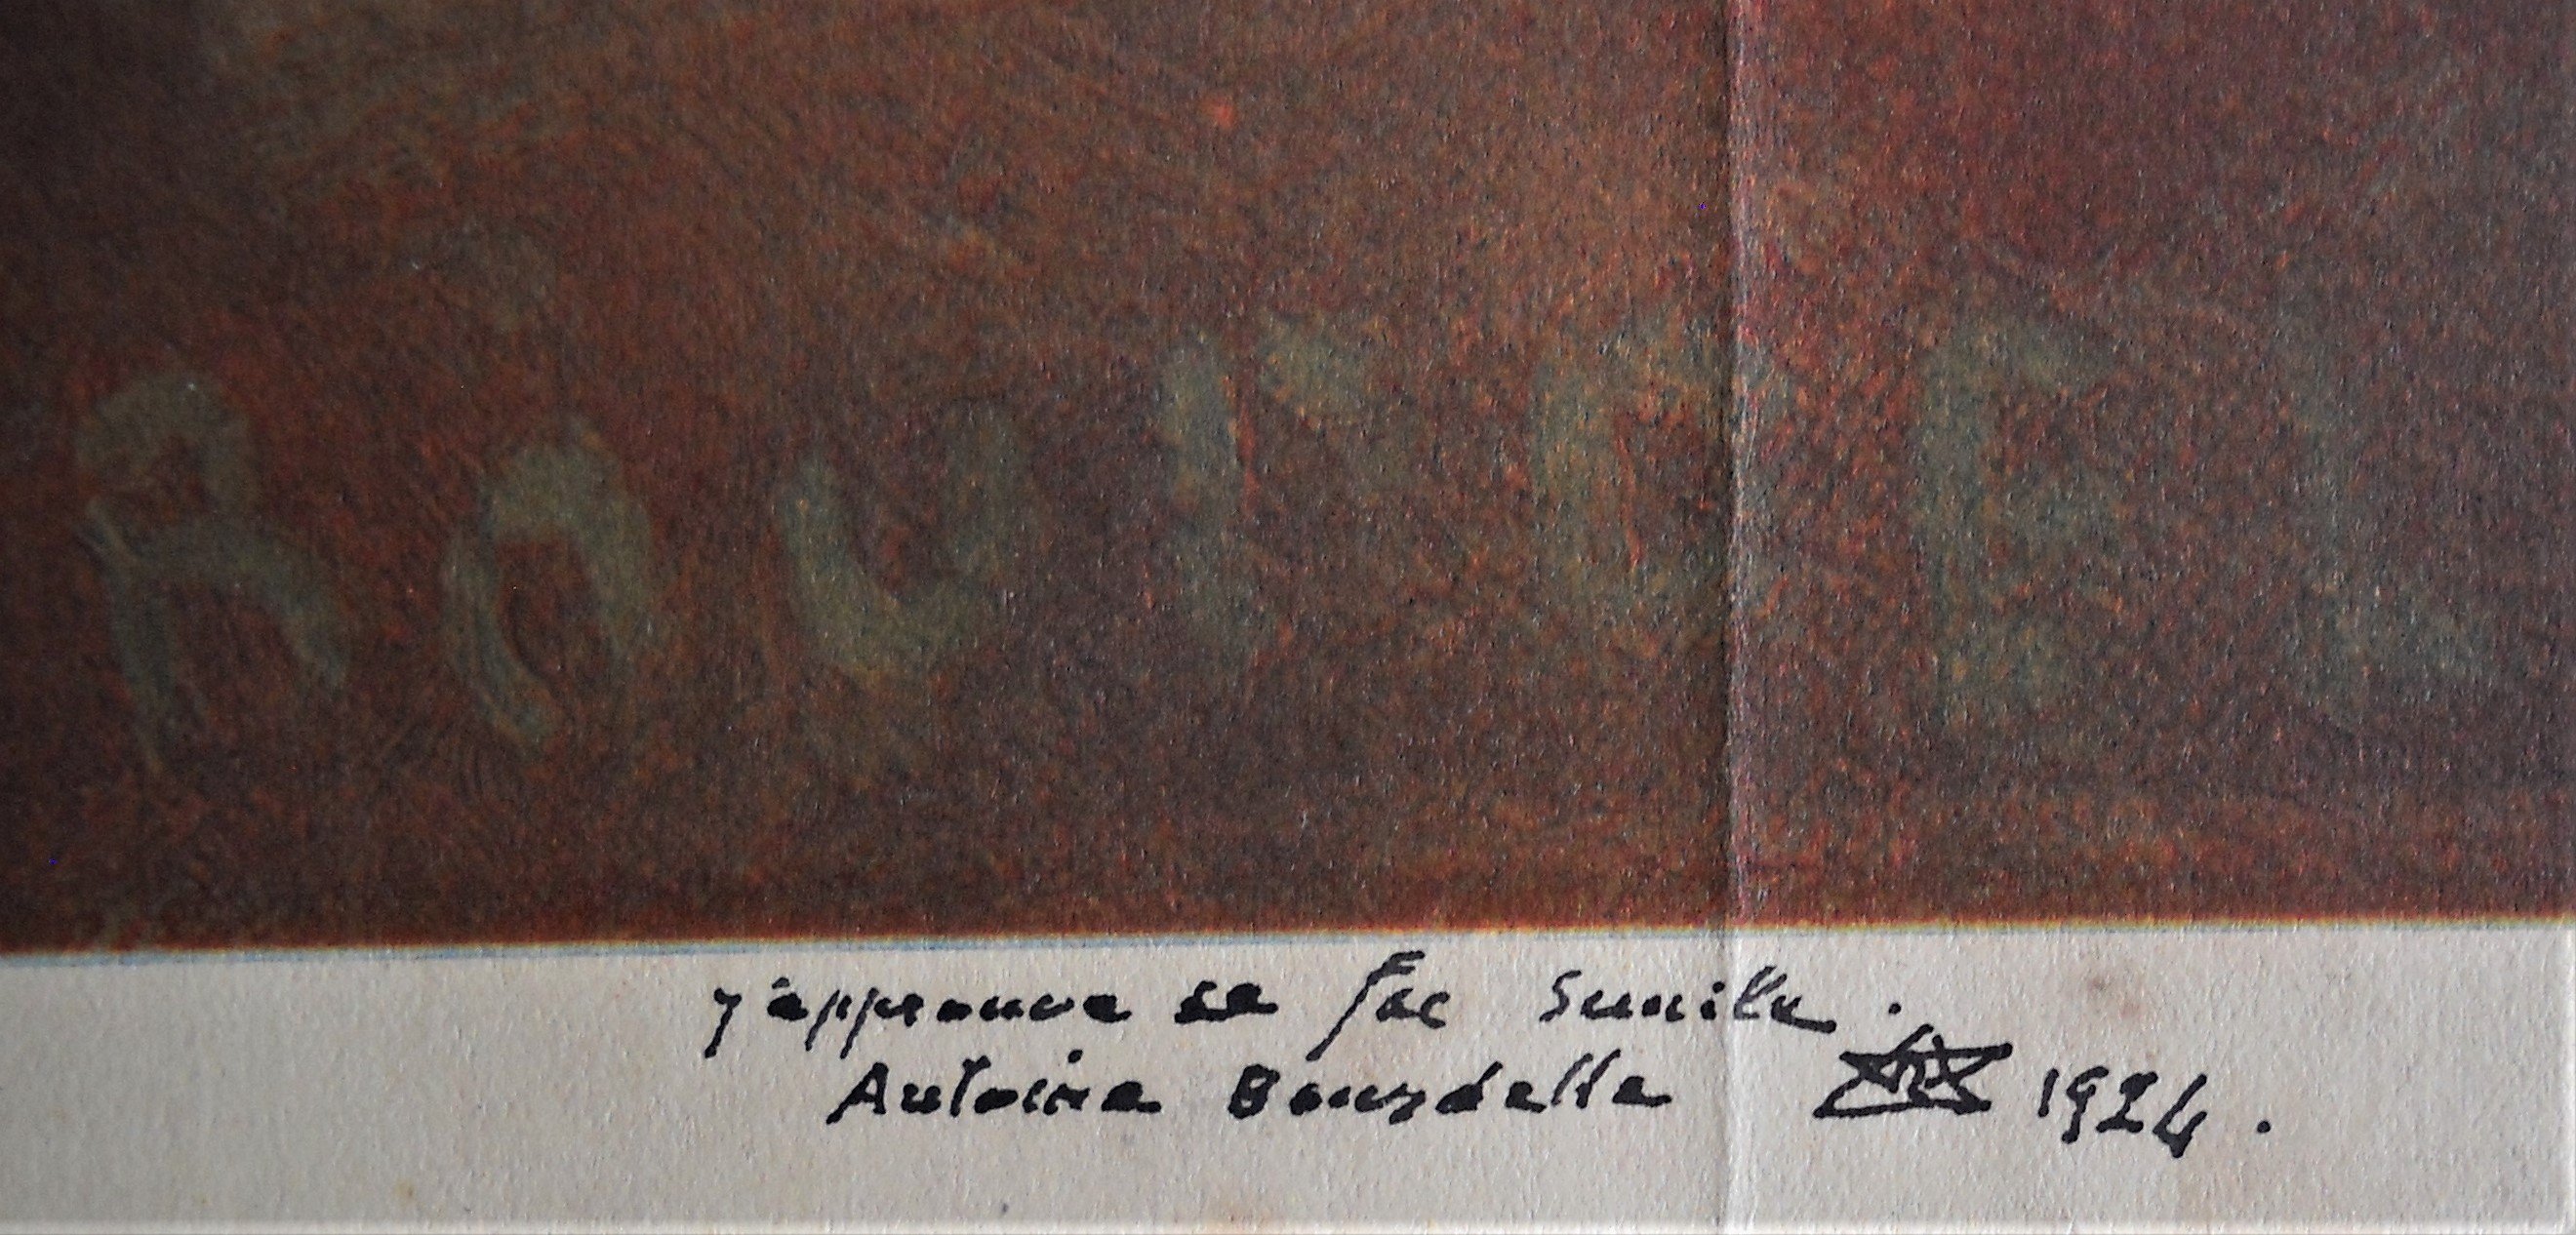 j'approuve ce fac simile.
Antoine Bourdelle 1924.